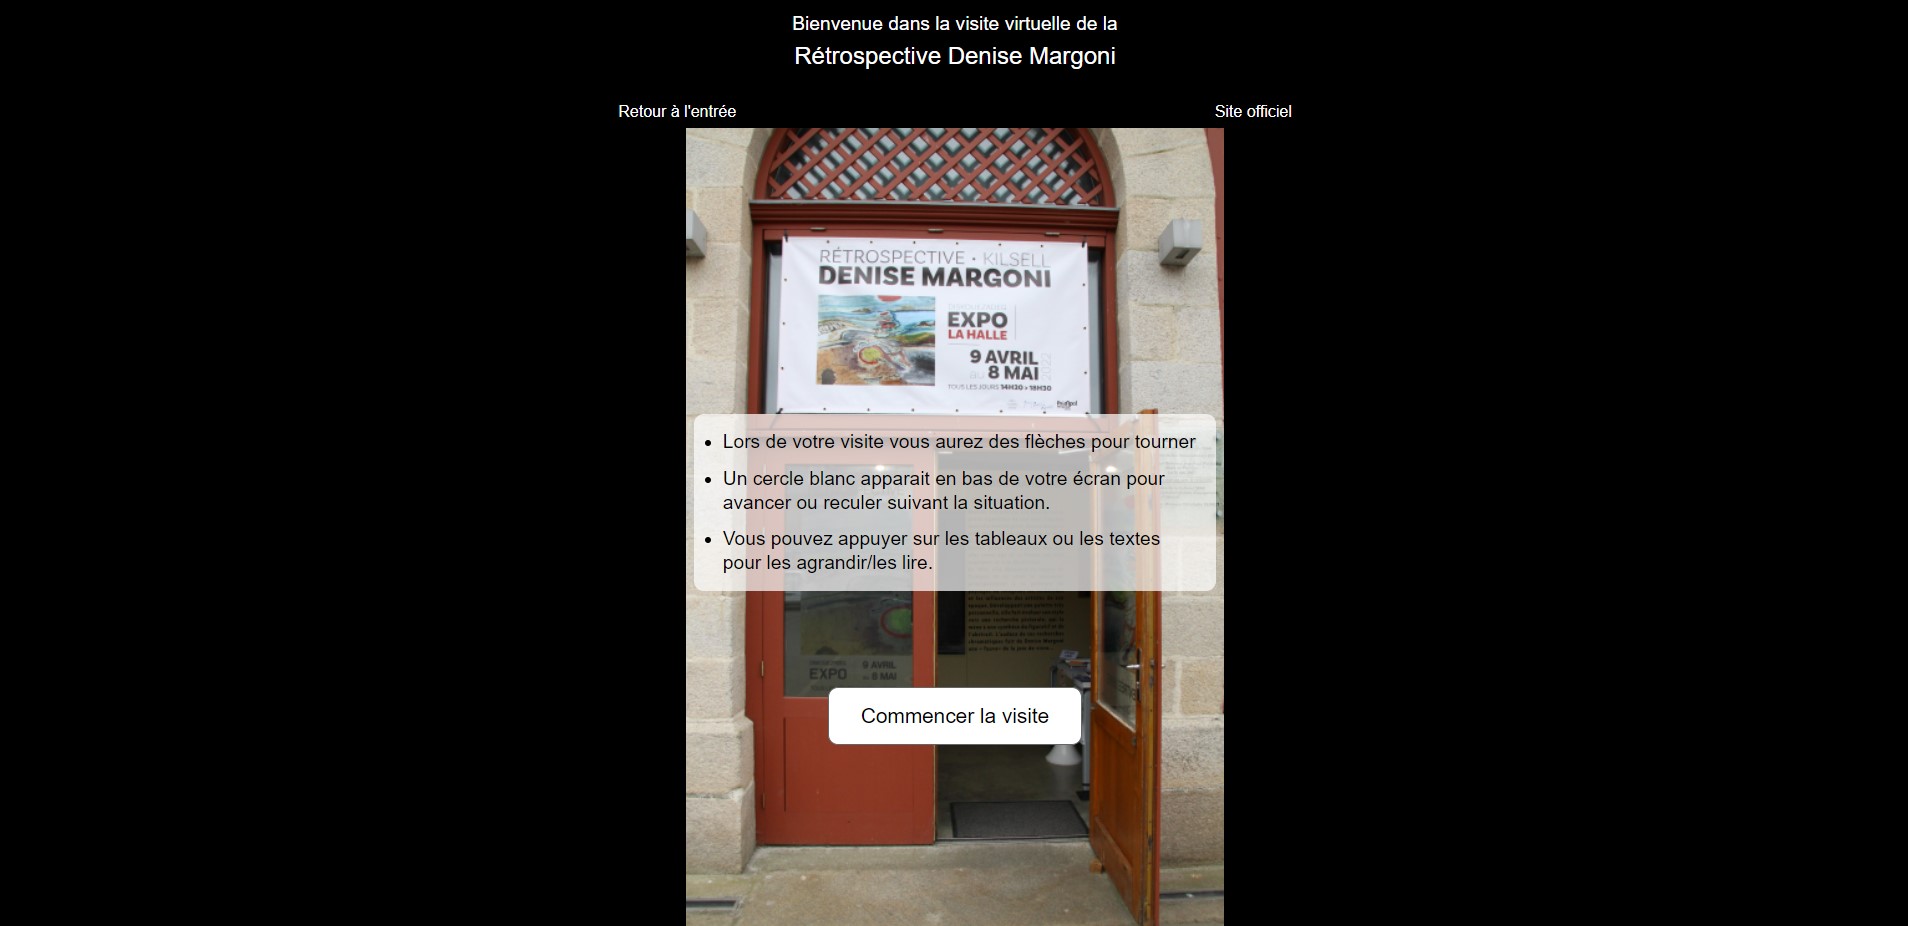 Bienvenue dans la visite virtuelle de la
Rétrospective Denise Margoni
Retour à l'entrée
Site officiel
RÉTROSPECTIVE • KILSELL
DENISE MARGONI
EXPO
LA HALLE
9 AVRIL
au 8 MAI 2022
TOUS LES JOURS 14H30 > 18H30
Lors de votre visite vous aurez des flèches pour tourner
Un cercle blanc apparait en bas de votre écran pour
avancer ou reculer suivant la situation.
Vous pouvez appuyer sur les tableaux ou les textes
pour les agrandir/les lire.
EXPO
9 AVRIL
au 8 MAI
Commencer la visite